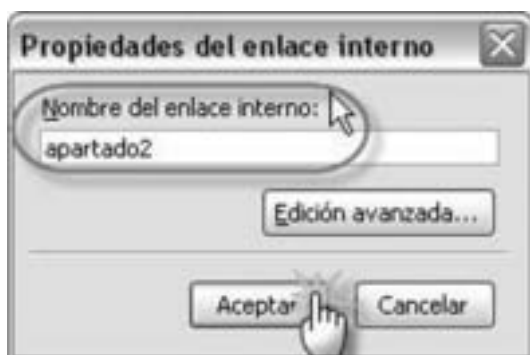 Propiedades del enlace interno
Nombre del enlace interno:
apartado2
Edición avanzada...
Aceptar
Cancelar